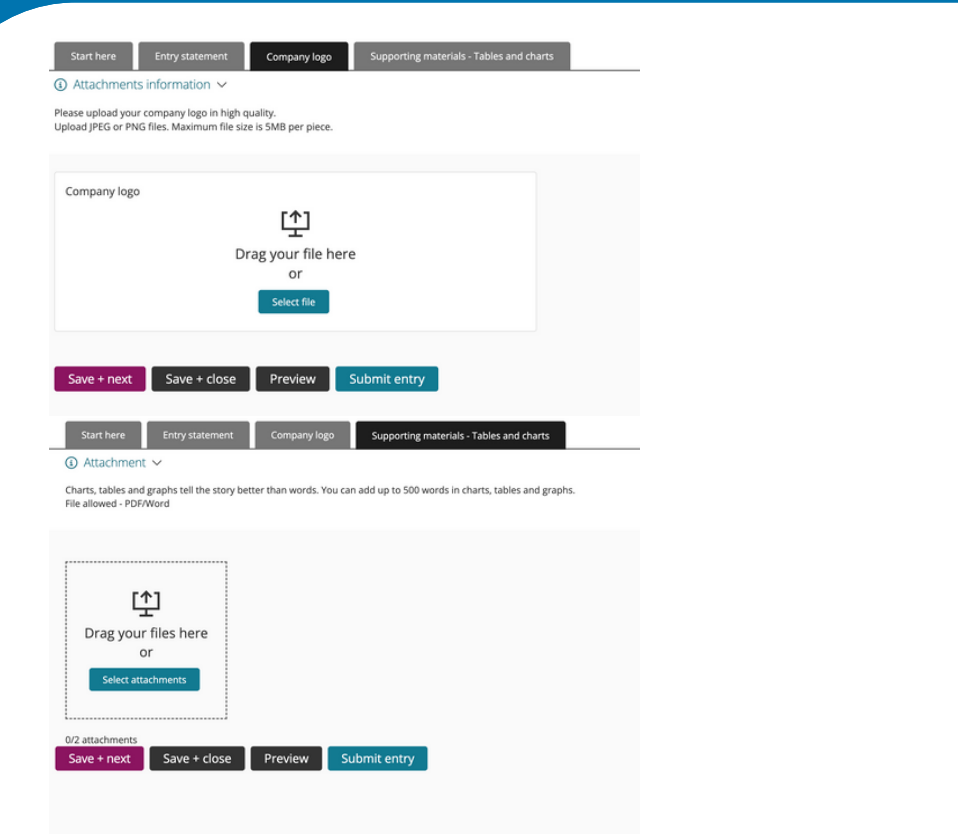 Start here Entry statement Company logo Supporting materials - Tables and charts
Attachments information
Please upload your company logo in high quality.
Upload JPEG or PNG files. Maximum file size is 5MB per piece.
Company logo
Drag your file here
or
Select file
Save + next Save + close Preview Submit entry
Start here Entry statement Company logo Supporting materials - Tables and charts
Attachment
Charts, tables and graphs tell the story better than words. You can add up to 500 words in charts, tables and graphs.
File allowed - PDF/Word
Drag your files here
or
Select attachments
0/2 attachments
Save + next Save + close Preview Submit entry